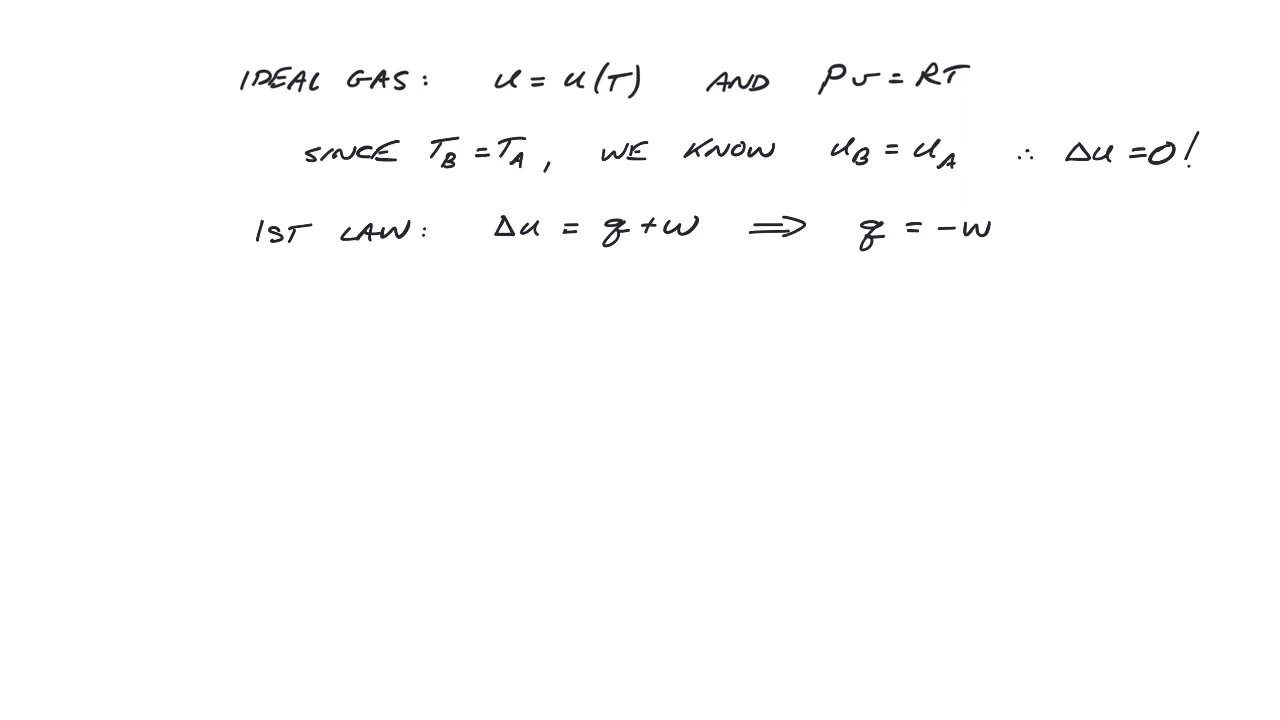 IDEAL GAS: u = u(T) AND Pv = RT
SINCE T_B = T_A, WE KNOW u_B = u_A ∴ Δu = 0!
1ST LAW: Δu = q + w ⟹ q = -w